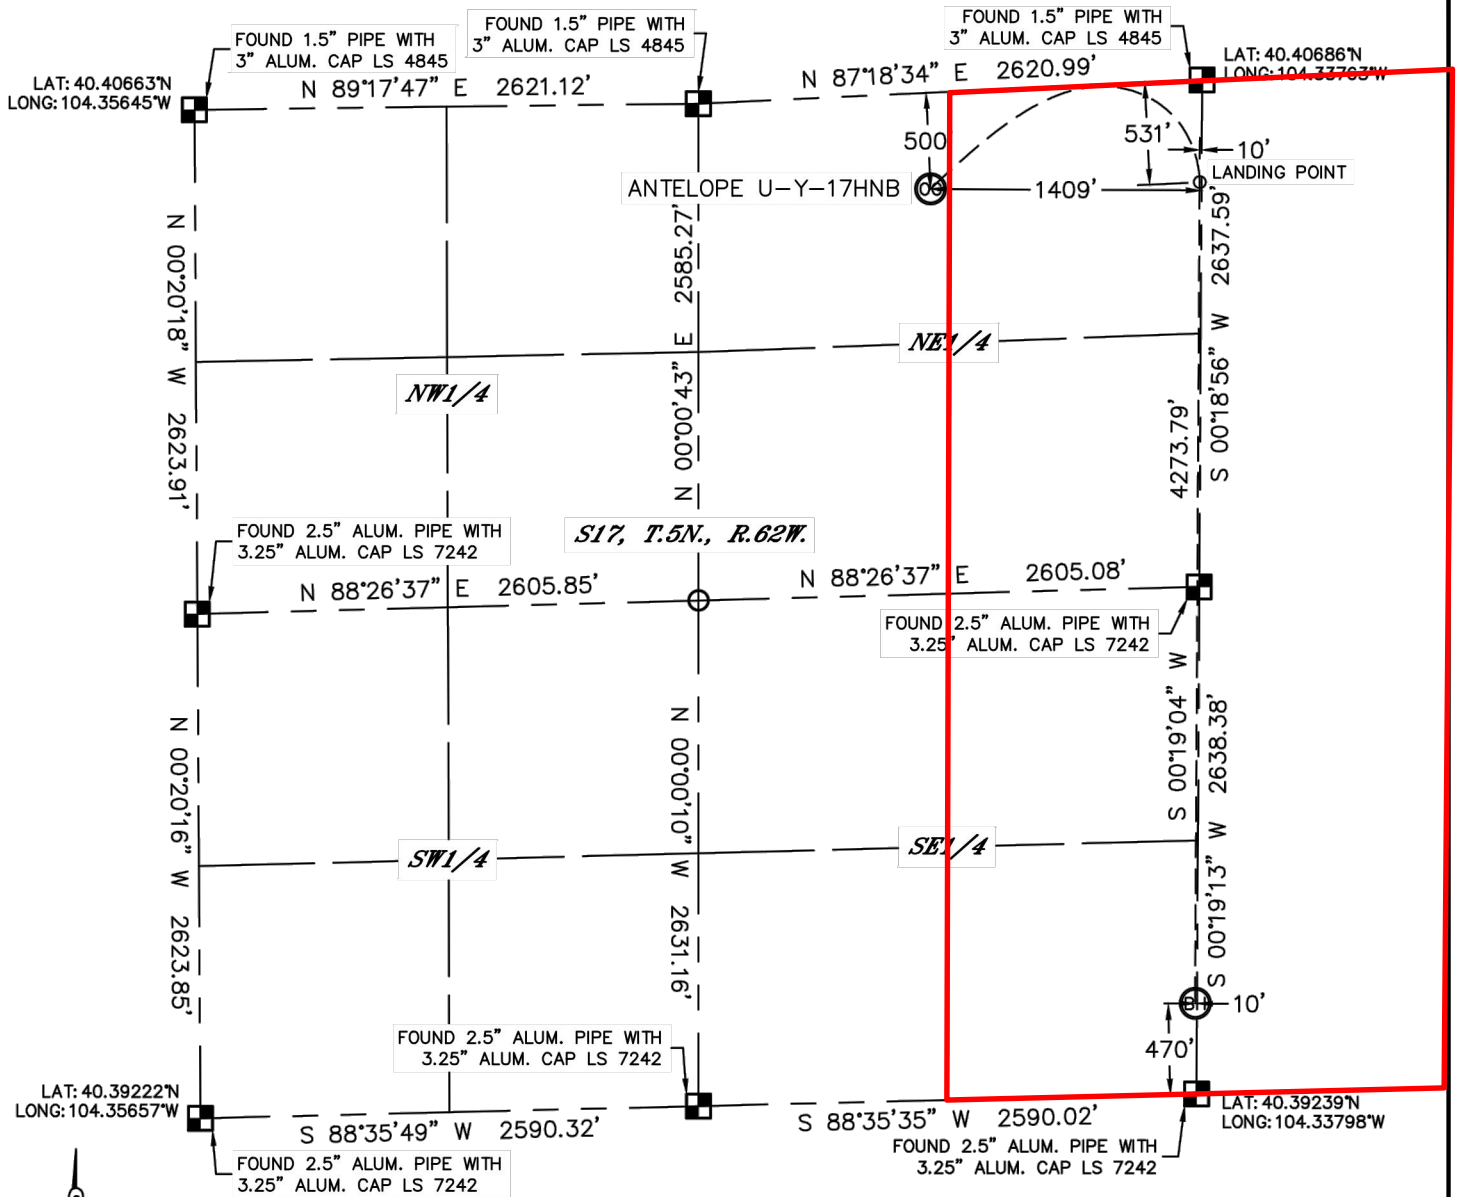 FOUND 1.5" PIPE WITH
3" ALUM. CAP LS 4845
FOUND 1.5" PIPE WITH
3" ALUM. CAP LS 4845
FOUND 1.5" PIPE WITH
3" ALUM. CAP LS 4845
LAT: 40.40663°N
LONG: 104.35645°W
LAT: 40.40686°N
LONG: 104.33763°W
N 89°17'47" E 2621.12'
N 87°18'34" E 2620.99'
500
531'
10'
LANDING POINT
ANTELOPE U-Y-17HNB
1409'
N 00°20'18" W 2623.91'
N 00°00'43" E 2585.27'
S 00°18'56" W 2637.59'
4273.79'
NE1/4
NW1/4
FOUND 2.5" ALUM. PIPE WITH
3.25" ALUM. CAP LS 7242
S17, T.5N., R.62W.
N 88°26'37" E 2605.85'
N 88°26'37" E 2605.08'
FOUND 2.5" ALUM. PIPE WITH
3.25" ALUM. CAP LS 7242
N 00°20'16" W 2623.85'
N 00°00'10" W 2631.16'
S 00°19'04" W
S 00°19'13" W 2638.38'
SW1/4
SE1/4
BH
10'
470'
FOUND 2.5" ALUM. PIPE WITH
3.25" ALUM. CAP LS 7242
LAT: 40.39222°N
LONG: 104.35657°W
LAT: 40.39239°N
LONG: 104.33798°W
S 88°35'49" W 2590.32'
S 88°35'35" W 2590.02'
FOUND 2.5" ALUM. PIPE WITH
3.25" ALUM. CAP LS 7242
FOUND 2.5" ALUM. PIPE WITH
3.25" ALUM. CAP LS 7242